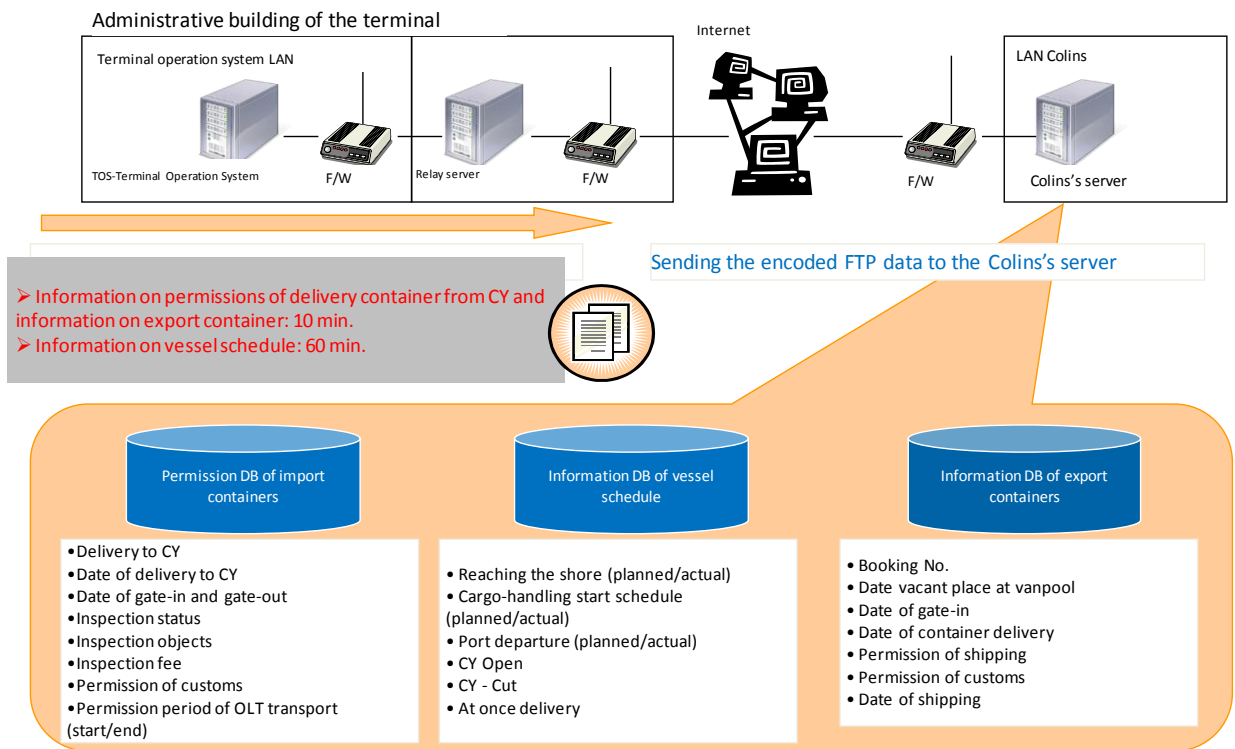 Administrative building of the terminal
Internet
Terminal operation system LAN
LAN Colins
TOS-Terminal Operation System
F/W
Relay server
F/W
F/W
Colins's server
Sending the encoded FTP data to the Colins's server
➢ Information on permissions of delivery container from CY and
information on export container: 10 min.
➢ Information on vessel schedule: 60 min.
Permission DB of import
containers
Information DB of vessel
schedule
Information DB of export
containers
•Delivery to CY
•Date of delivery to CY
•Date of gate-in and gate-out
•Inspection status
•Inspection objects
•Inspection fee
•Permission of customs
•Permission period of OLT transport
(start/end)
• Reaching the shore (planned/actual)
• Cargo-handling start schedule
(planned/actual)
• Port departure (planned/actual)
• CY Open
• CY - Cut
• At once delivery
• Booking No.
• Date vacant place at vanpool
• Date of gate-in
• Date of container delivery
• Permission of shipping
• Permission of customs
• Date of shipping